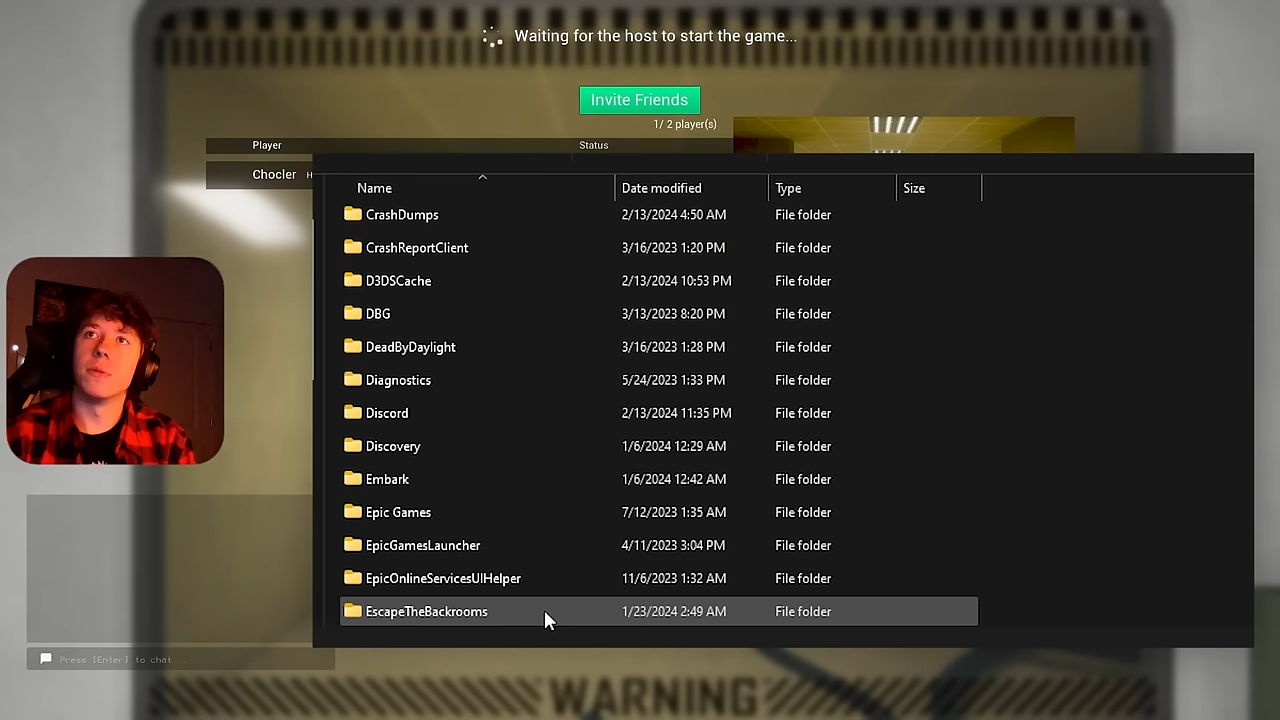 Waiting for the host to start the game...
Invite Friends
1/ 2 player(s)
Player Status
Chocler H
Name Date modified Type Size
CrashDumps 2/13/2024 4:50 AM File folder
CrashReportClient 3/16/2023 1:20 PM File folder
D3DSCache 2/13/2024 10:53 PM File folder
DBG 3/13/2023 8:20 PM File folder
DeadByDaylight 3/16/2023 1:28 PM File folder
Diagnostics 5/24/2023 1:33 PM File folder
Discord 2/13/2024 11:35 PM File folder
Discovery 1/6/2024 12:29 AM File folder
Embark 1/6/2024 12:42 AM File folder
Epic Games 7/12/2023 1:35 AM File folder
EpicGamesLauncher 4/11/2023 3:04 PM File folder
EpicOnlineServicesUIHelper 11/6/2023 1:32 AM File folder
EscapeTheBackrooms 1/23/2024 2:49 AM File folder
Press [Enter] to chat...
WARNING